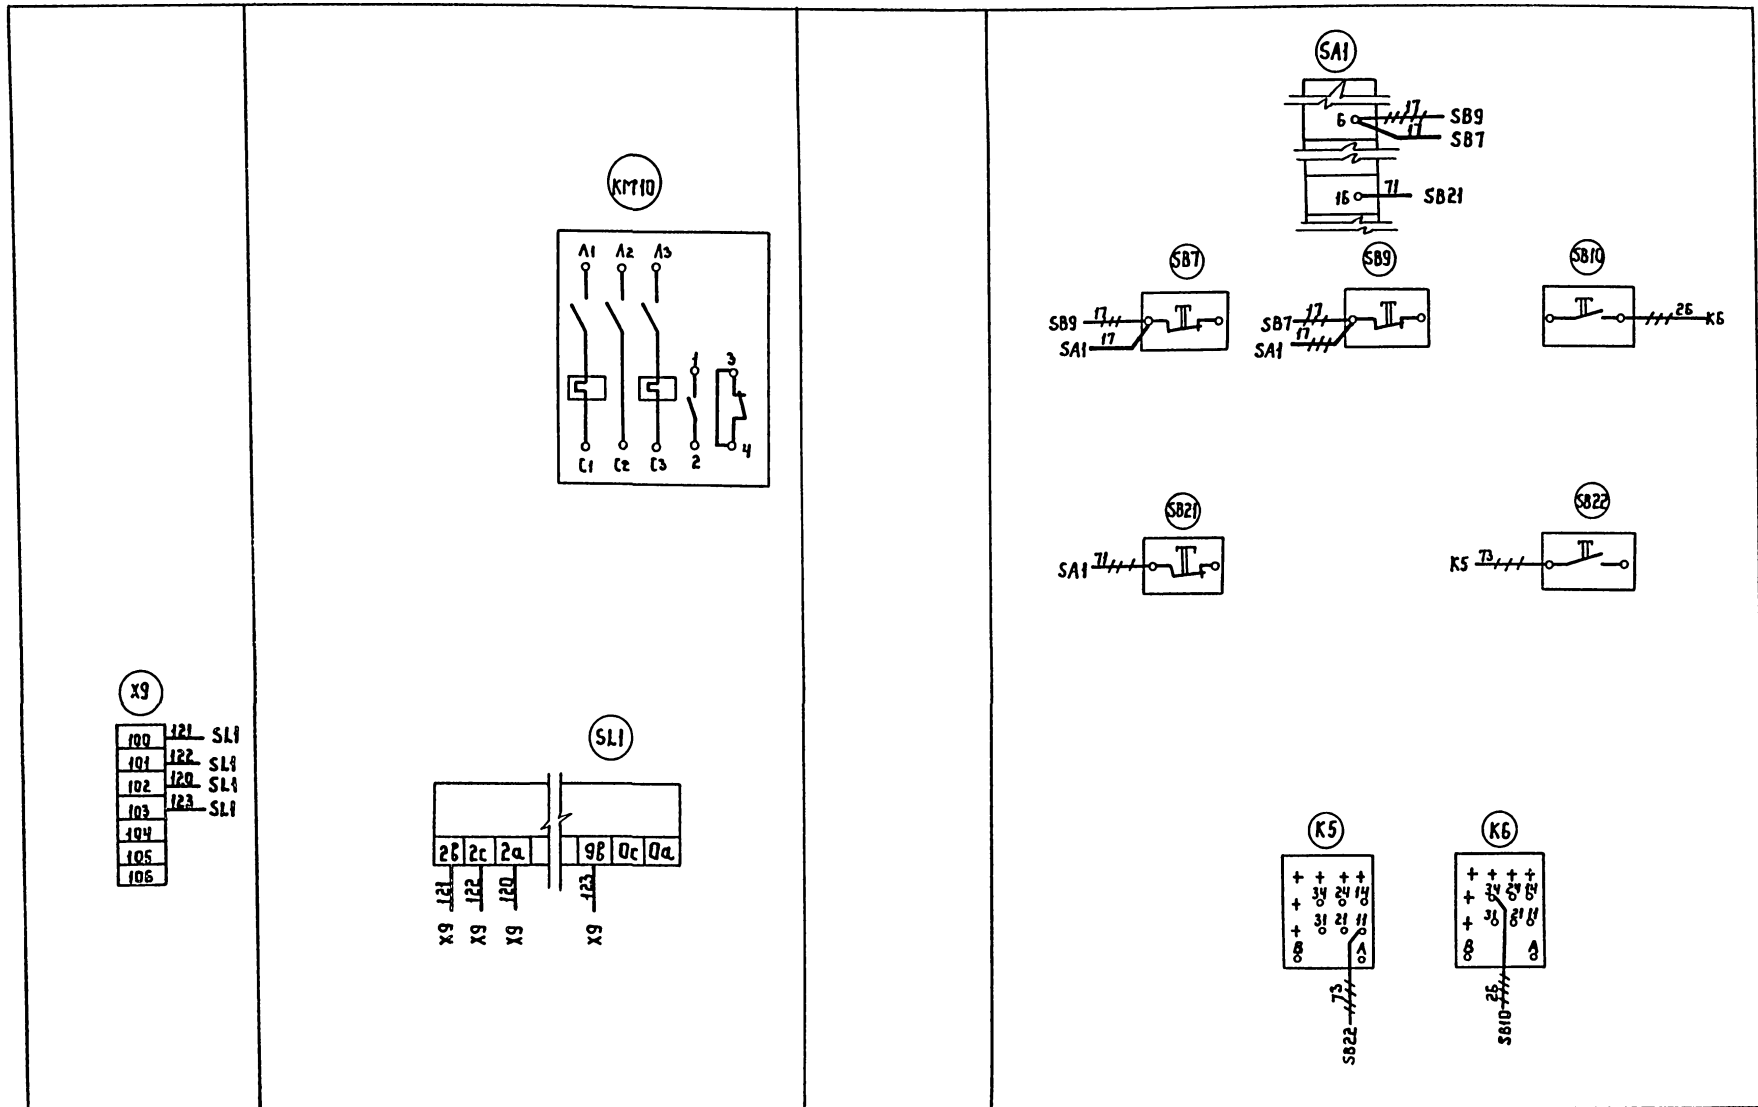 SA1
6 17 SB9
17 SB7
16 71 SB21
KM10
Л1 Л2 Л3
1 3
C1 C2 C3 2 4
SB7 SB9 SB10
SB9 17
SA1 17
SB7 17
SA1 17
26 K6
SB21 SB22
SA1 71
K5 73
X9
100 121 SL1
101 122 SL1
102 120 SL1
103 123 SL1
104
105
106
SL1
2в 2с 2а 9в 0с 0а
121 122 120 123
X9 X9 X9 X9
K5 K6
34 24 14
31 21 11
В А
73
SB22
34 24 14
31 21 11
В А
26
SB10